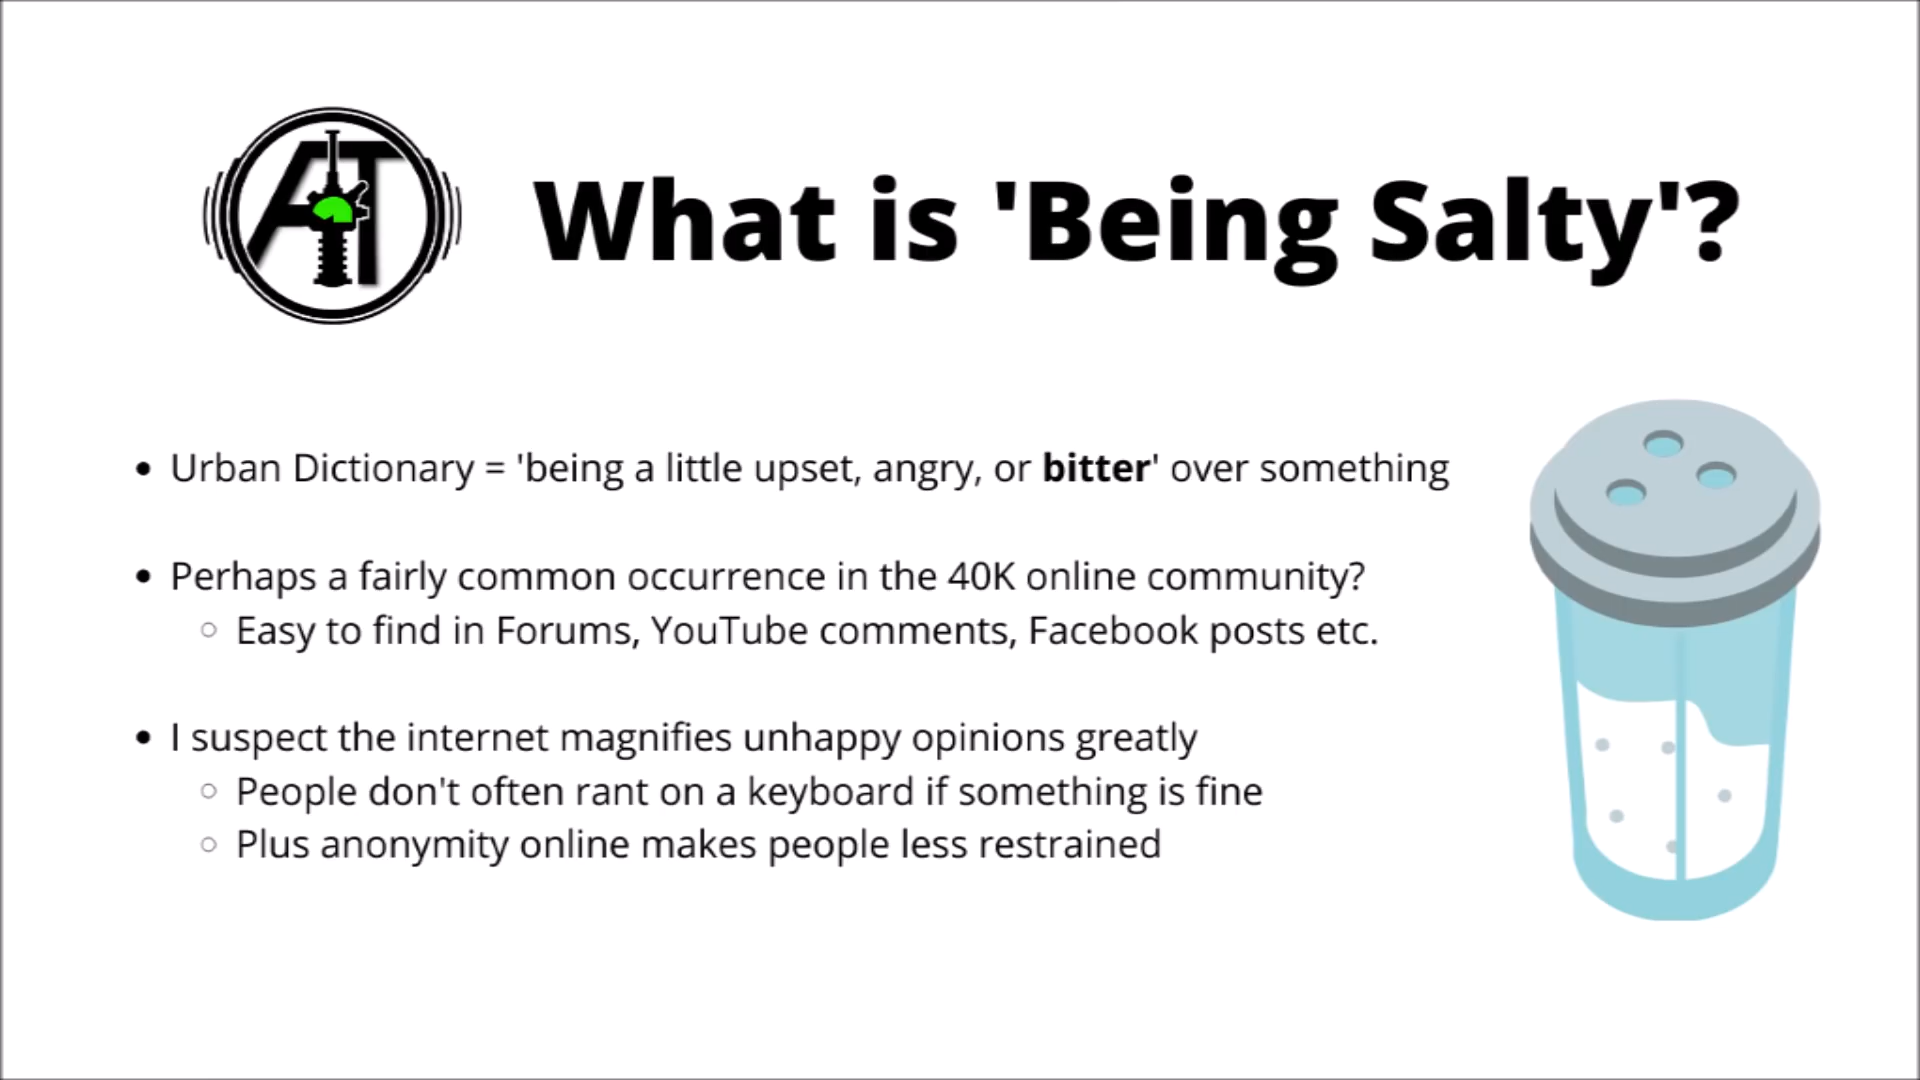 AT
What is 'Being Salty'?
• Urban Dictionary = 'being a little upset, angry, or bitter' over something
• Perhaps a fairly common occurrence in the 40K online community?
○ Easy to find in Forums, YouTube comments, Facebook posts etc.
• I suspect the internet magnifies unhappy opinions greatly
○ People don't often rant on a keyboard if something is fine
○ Plus anonymity online makes people less restrained